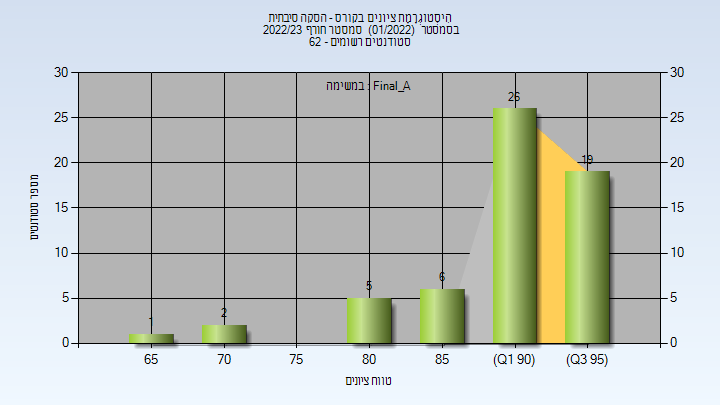 הִיסְטוֹגְרָמַת ציונים בקורס - הסקה סיבתית
בסמסטר (01/2022) סמסטר חורף 2022/23
סטודנטים רשומים - 62
במשימה : Final_A
30 30
25 25
20 20
15 15
10 10
5 5
0 0
1 2 5 6 26 19
מספר סטודנטים
65 70 75 80 85 (Q1 90) (Q3 95)
טווח ציונים